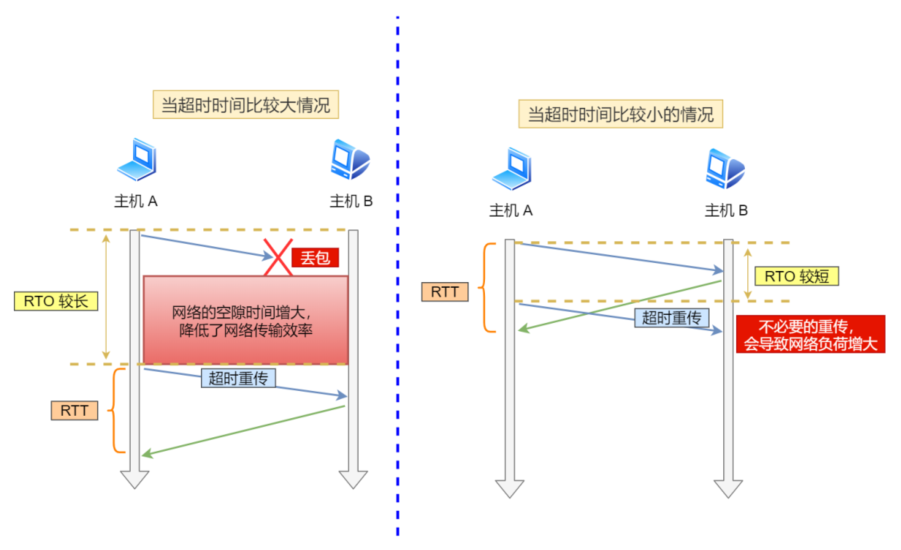 当超时时间比较大情况
主机 A
主机 B
丢包
RTO 较长
网络的空隙时间增大,
降低了网络传输效率
超时重传
RTT
当超时时间比较小的情况
主机 A
主机 B
RTT
RTO 较短
超时重传
不必要的重传,
会导致网络负荷增大